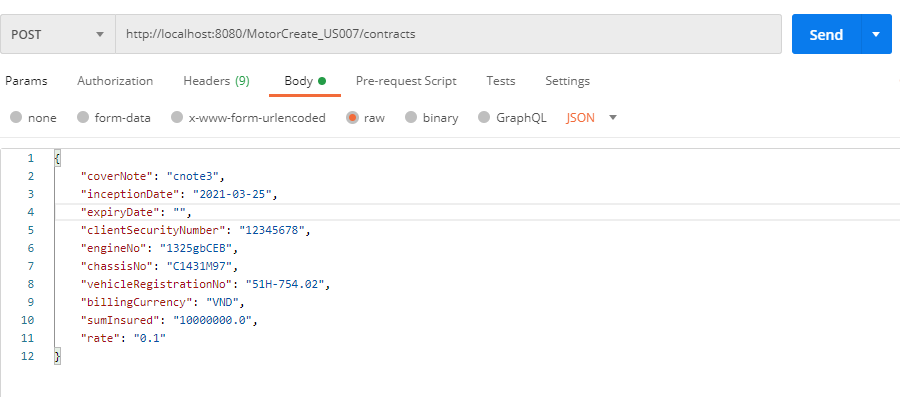 POST http://localhost:8080/MotorCreate_US007/contracts Send
Params Authorization Headers (9) Body Pre-request Script Tests Settings
none form-data x-www-form-urlencoded raw binary GraphQL JSON
1 {
2 "coverNote": "cnote3",
3 "inceptionDate": "2021-03-25",
4 "expiryDate": "",
5 "clientSecurityNumber": "12345678",
6 "engineNo": "1325gbCEB",
7 "chassisNo": "C1431M97",
8 "vehicleRegistrationNo": "51H-754.02",
9 "billingCurrency": "VND",
10 "sumInsured": "10000000.0",
11 "rate": "0.1"
12 }